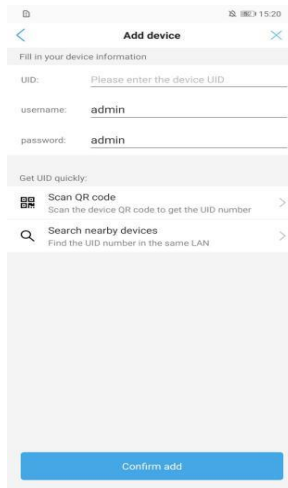 15:20
Add device
Fill in your device information
UID: Please enter the device UID
username: admin
password: admin
Get UID quickly:
Scan QR code
Scan the device QR code to get the UID number
Search nearby devices
Find the UID number in the same LAN
Confirm add